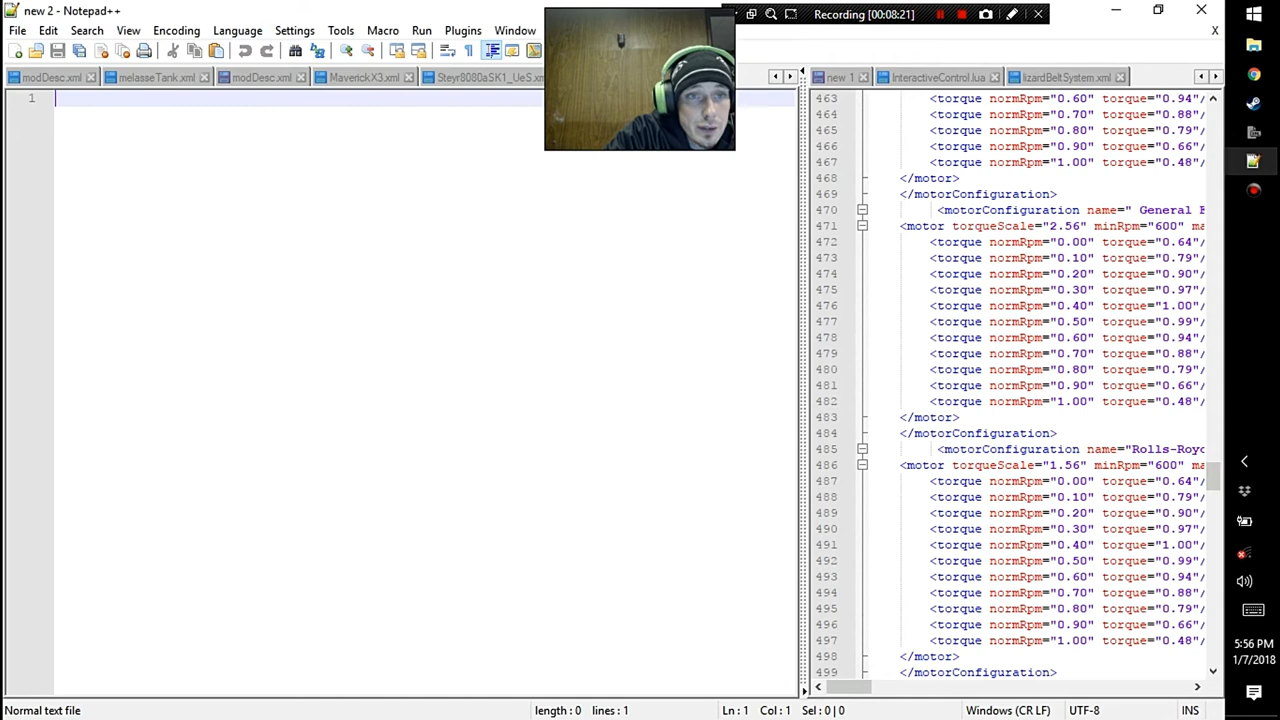 new 2 - Notepad++
Recording [00:08:21]
File Edit Search View Encoding Language Settings Tools Macro Run Plugins Window
X
modDesc.xml melasseTank.xml modDesc.xml MaverickX3.xml Steyr8080aSK1_UeS.xm
new 1 InteractiveControl.lua lizardBeltSystem.xml
1
463 <torque normRpm="0.60" torque="0.94"/
464 <torque normRpm="0.70" torque="0.88"/
465 <torque normRpm="0.80" torque="0.79"/
466 <torque normRpm="0.90" torque="0.66"/
467 <torque normRpm="1.00" torque="0.48"/
468 </motor>
469 </motorConfiguration>
470 <motorConfiguration name=" General E
471 <motor torqueScale="2.56" minRpm="600" ma
472 <torque normRpm="0.00" torque="0.64"/
473 <torque normRpm="0.10" torque="0.79"/
474 <torque normRpm="0.20" torque="0.90"/
475 <torque normRpm="0.30" torque="0.97"/
476 <torque normRpm="0.40" torque="1.00"/
477 <torque normRpm="0.50" torque="0.99"/
478 <torque normRpm="0.60" torque="0.94"/
479 <torque normRpm="0.70" torque="0.88"/
480 <torque normRpm="0.80" torque="0.79"/
481 <torque normRpm="0.90" torque="0.66"/
482 <torque normRpm="1.00" torque="0.48"/
483 </motor>
484 </motorConfiguration>
485 <motorConfiguration name="Rolls-Royc
486 <motor torqueScale="1.56" minRpm="600" ma
487 <torque normRpm="0.00" torque="0.64"/
488 <torque normRpm="0.10" torque="0.79"/
489 <torque normRpm="0.20" torque="0.90"/
490 <torque normRpm="0.30" torque="0.97"/
491 <torque normRpm="0.40" torque="1.00"/
492 <torque normRpm="0.50" torque="0.99"/
493 <torque normRpm="0.60" torque="0.94"/
494 <torque normRpm="0.70" torque="0.88"/
495 <torque normRpm="0.80" torque="0.79"/
496 <torque normRpm="0.90" torque="0.66"/
497 <torque normRpm="1.00" torque="0.48"/
498 </motor>
499 </motorConfiguration>
5:56 PM
1/7/2018
Normal text file length : 0 lines : 1 Ln : 1 Col : 1 Sel : 0 | 0 Windows (CR LF) UTF-8 INS